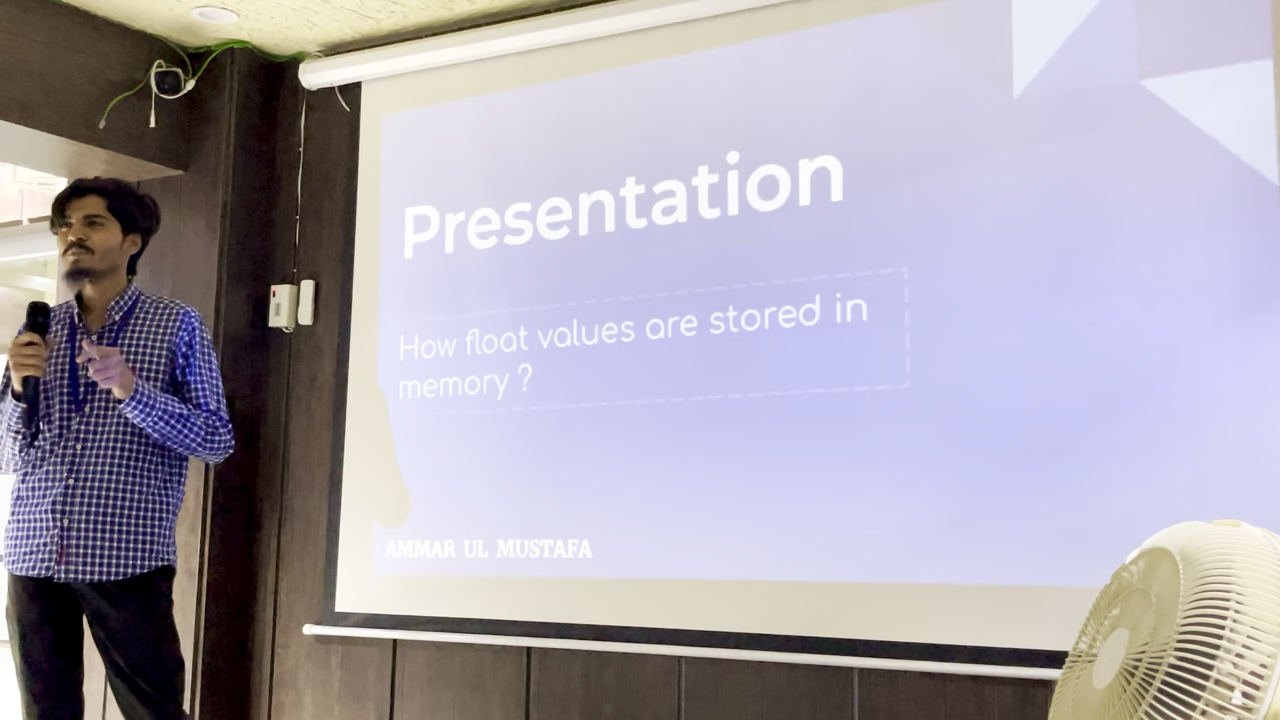 Presentation
How float values are stored in
memory ?
AMMAR UL MUSTAFA